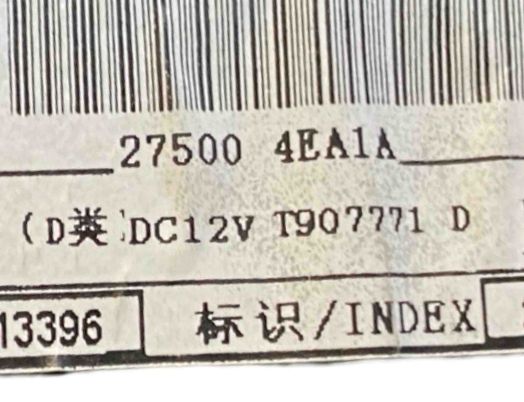 27500 4EA1A
(D类)DC12V T907771 D
13396 标识/INDEX